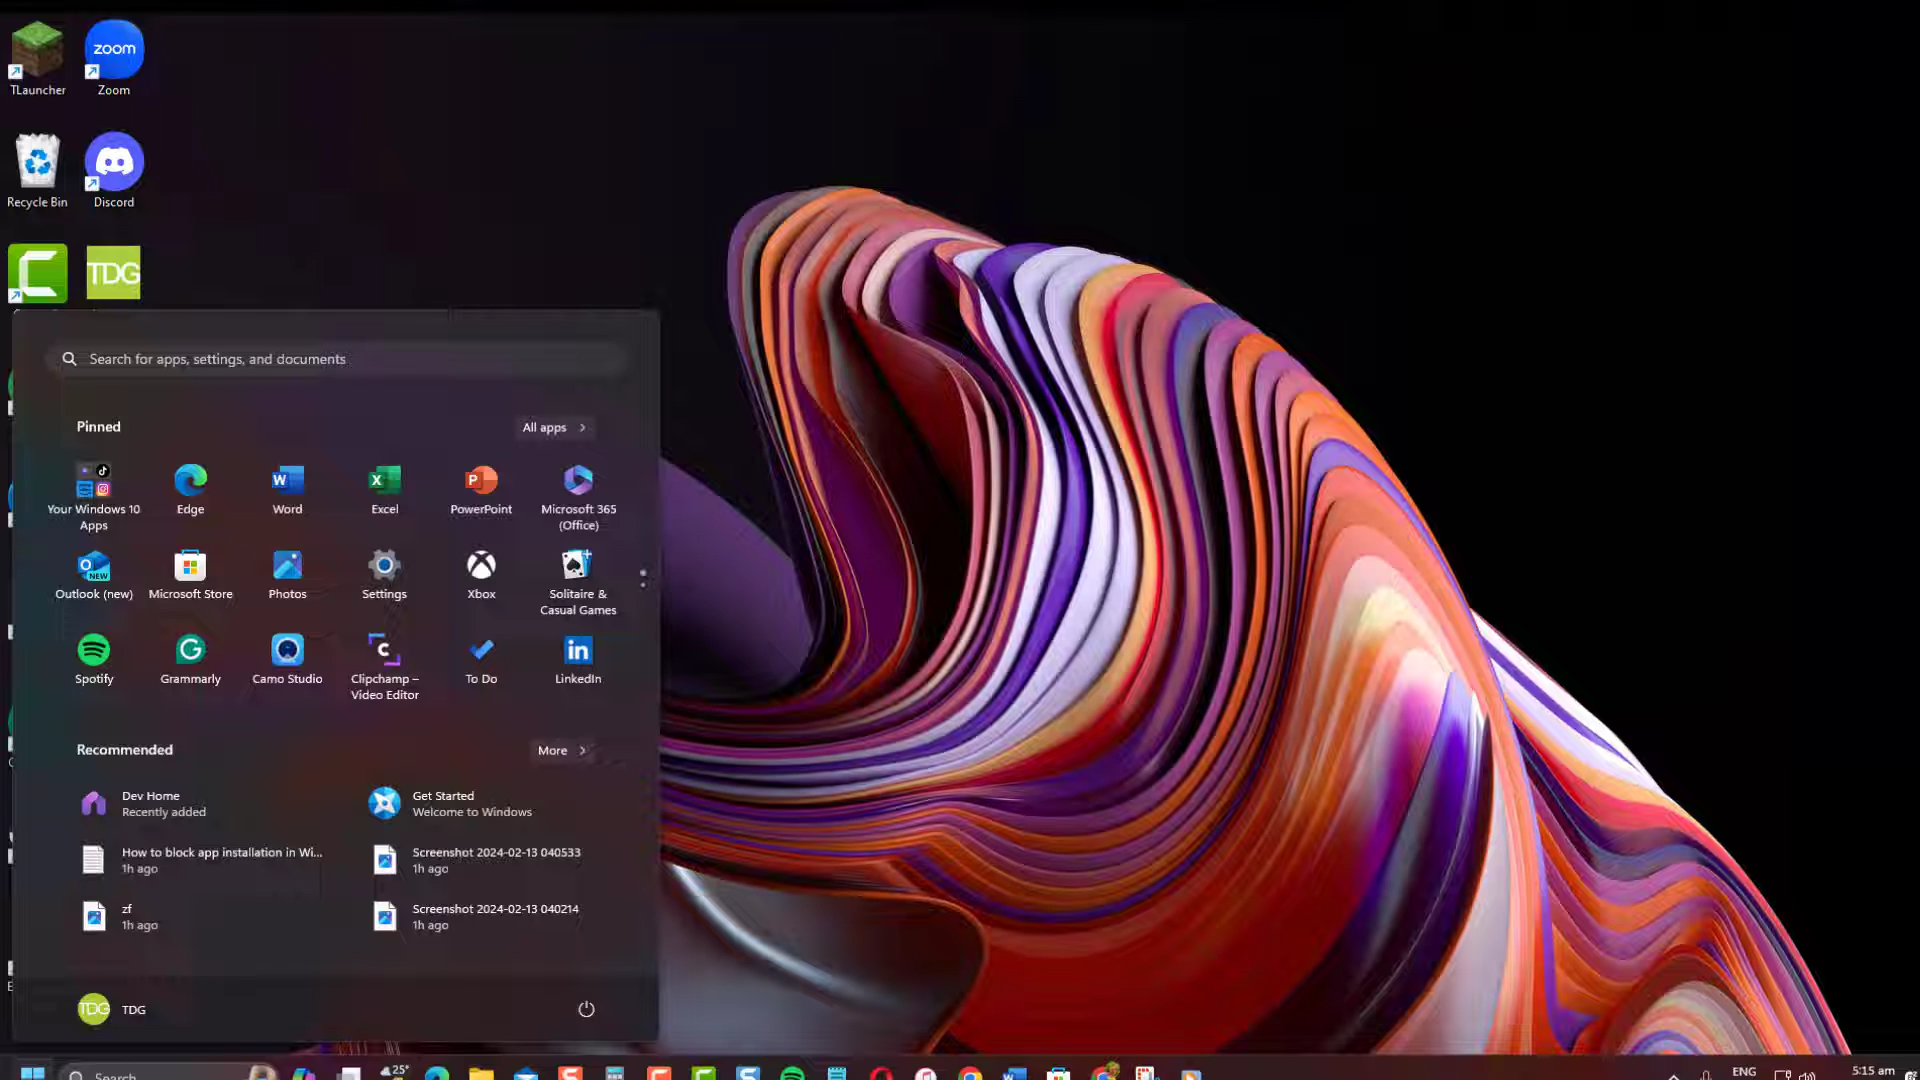 TLauncher
zoom
Zoom
Recycle Bin
Discord
TDG
Search for apps, settings, and documents
Pinned
All apps
Your Windows 10
Apps
Edge
Word
Excel
PowerPoint
Microsoft 365
(Office)
NEW
Outlook (new)
Microsoft Store
Photos
Settings
Xbox
Solitaire &
Casual Games
Spotify
Grammarly
Camo Studio
Clipchamp –
Video Editor
To Do
LinkedIn
Recommended
More
Dev Home
Recently added
Get Started
Welcome to Windows
How to block app installation in Wi...
1h ago
Screenshot 2024-02-13 040533
1h ago
zf
1h ago
Screenshot 2024-02-13 040214
1h ago
TDG
TDG
Search
25°
ENG
5:15 am